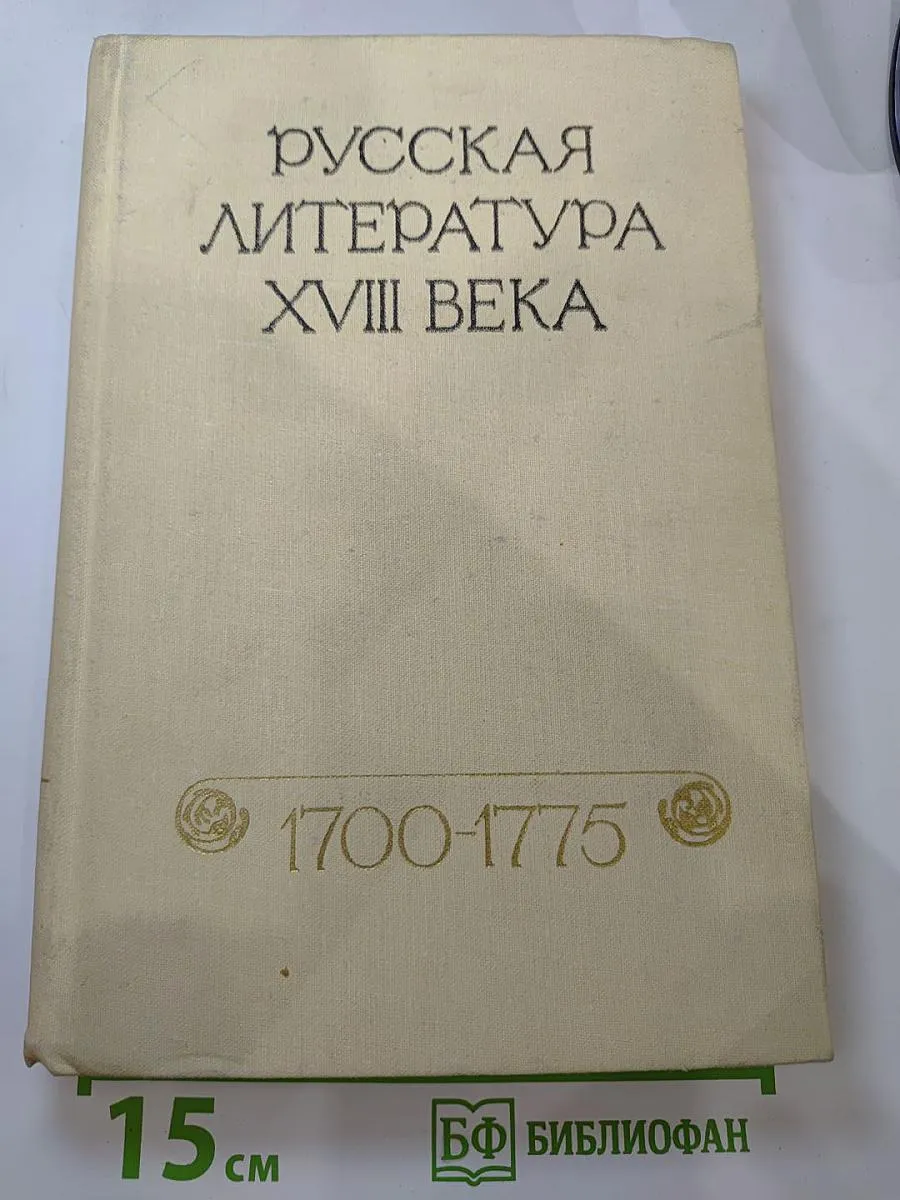 РУССКАЯ
ЛИТЕРАТУРА
XVIII ВЕКА
1700-1775
15 см
БФ БИБЛИОФАН